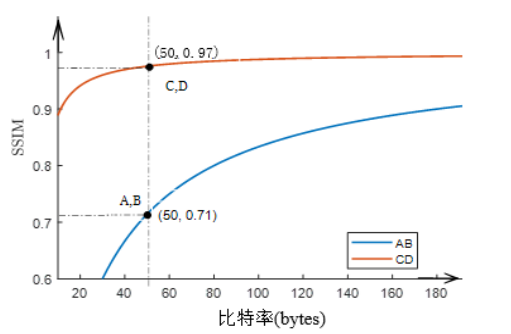 (50, 0.97)
1
C,D
0.9
SSIM
0.8
A,B
0.7
(50, 0.71)
AB
CD
0.6
10 20 40 60 80 100 120 140 160 180
比特率(bytes)